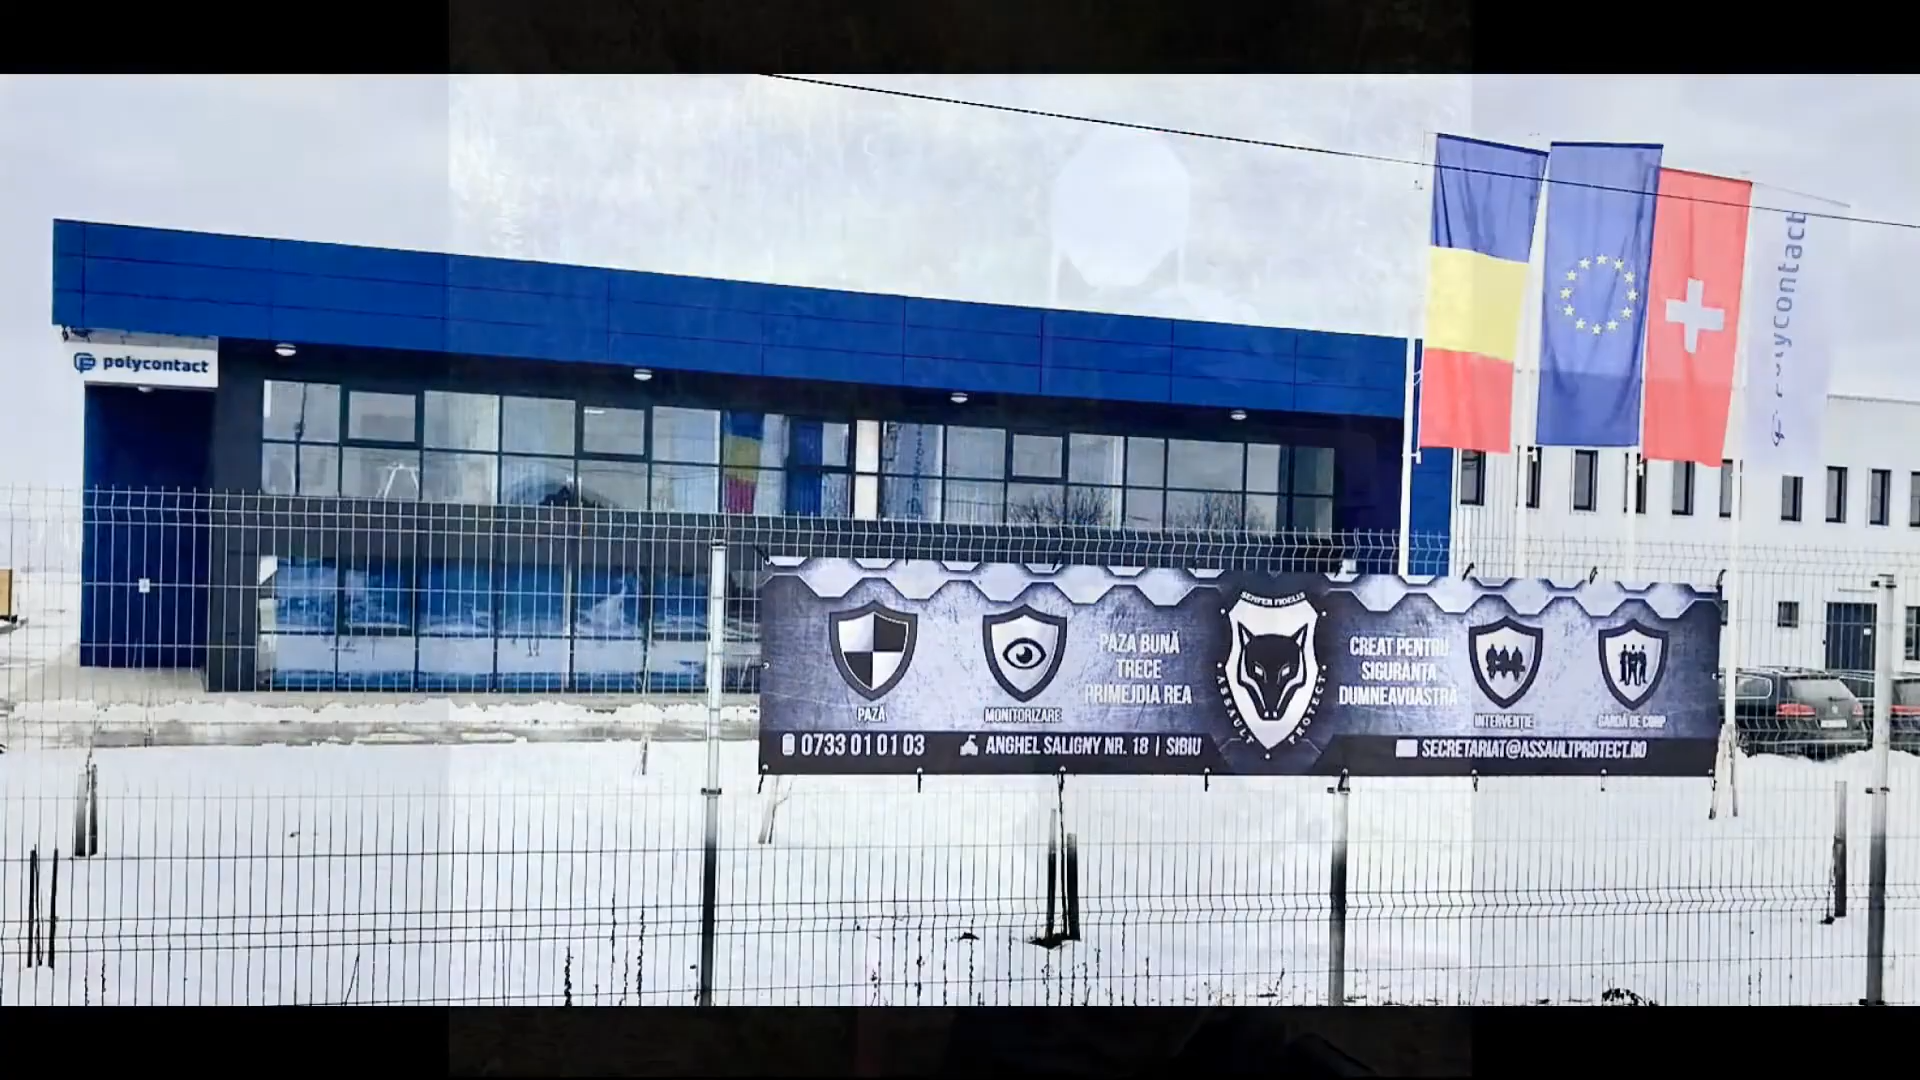 polycontact
polycontact
SEMPER FIDELIS
ASSAULT PROTECT
PAZĂ
MONITORIZARE
PAZA BUNĂ
TRECE
PRIMEJDIA REA
CREAT PENTRU
SIGURANȚA
DUMNEAVOASTRĂ
INTERVENȚIE
GARDĂ DE CORP
0733 01 01 03
ANGHEL SALIGNY NR. 18 | SIBIU
SECRETARIAT@ASSAULTPROTECT.RO